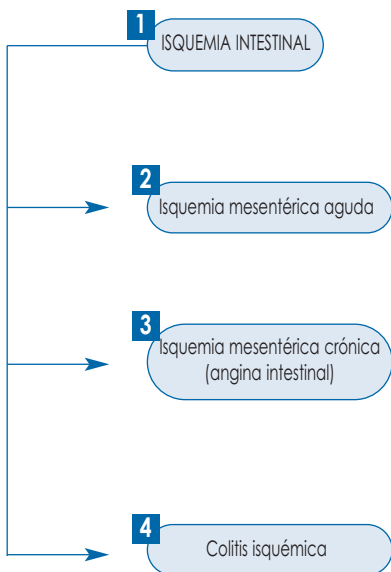 1
ISQUEMIA INTESTINAL
2
Isquemia mesentérica aguda
3
Isquemia mesentérica crónica
(angina intestinal)
4
Colitis isquémica